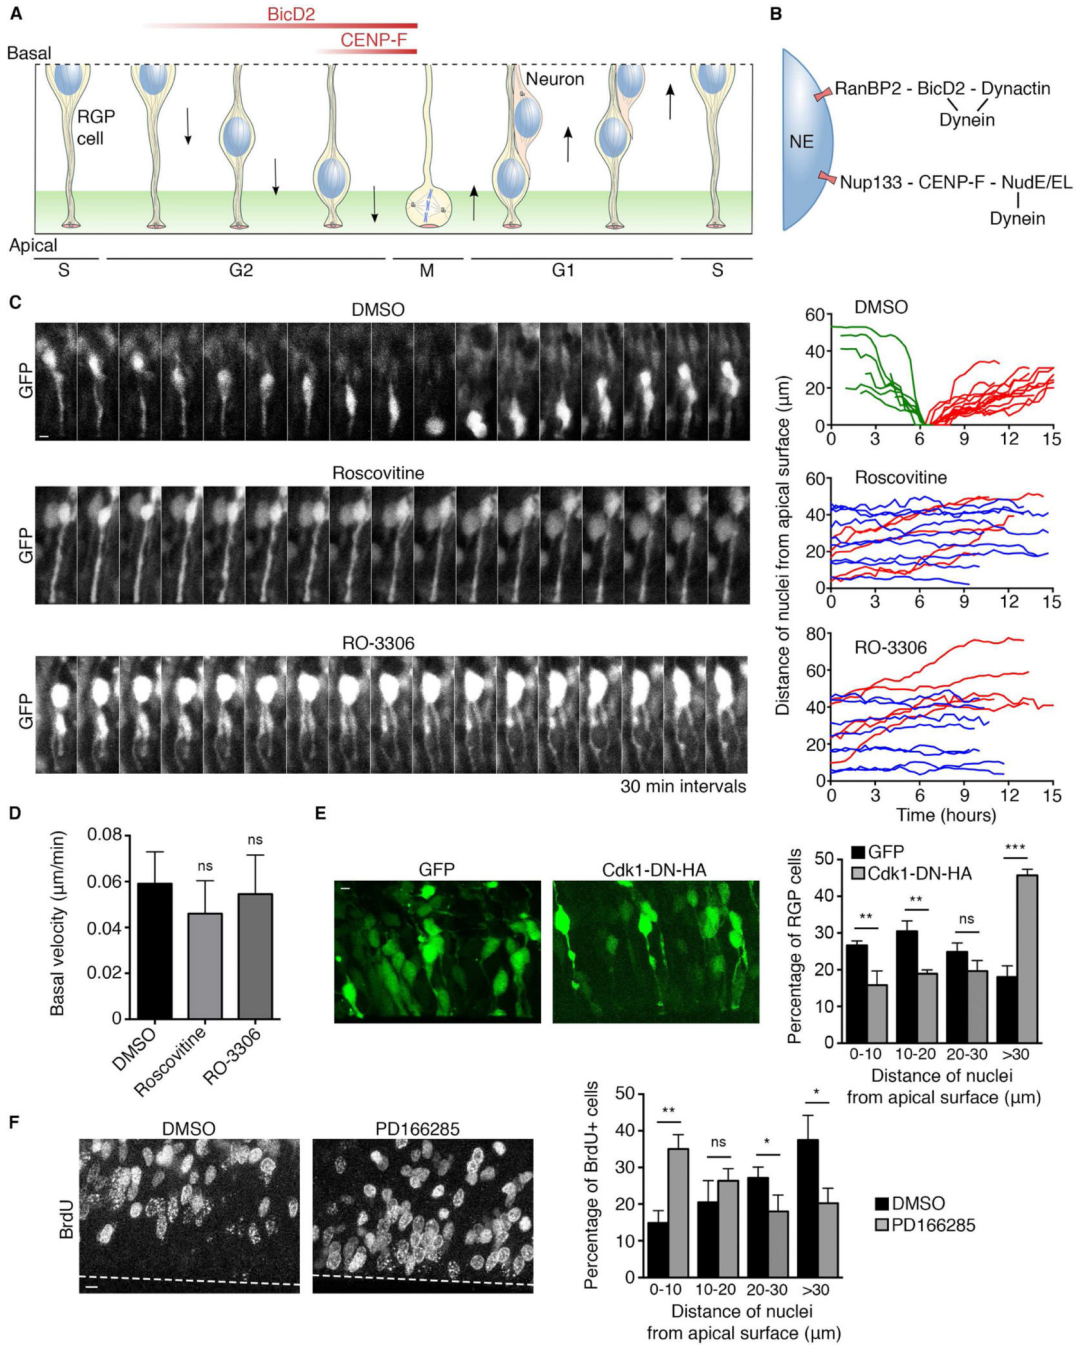 A
BicD2
CENP-F
Basal
RGP
cell
Neuron
Apical
S
G2
M
G1
S
B
NE
RanBP2 - BicD2 - Dynactin
Dynein
Nup133 - CENP-F - NudE/EL
Dynein
C
DMSO
GFP
Roscovitine
GFP
RO-3306
GFP
30 min intervals
Distance of nuclei from apical surface (μm)
DMSO
60
40
20
0
0 3 6 9 12 15
Roscovitine
60
40
20
0
0 3 6 9 12 15
RO-3306
80
60
40
20
0
0 3 6 9 12 15
Time (hours)
D
Basal velocity (μm/min)
0.08
0.06
0.04
0.02
0
ns
ns
DMSO
Roscovitine
RO-3306
E
GFP
Cdk1-DN-HA
Percentage of RGP cells
50
40
30
20
10
0
GFP
Cdk1-DN-HA
**
**
ns
***
0-10 10-20 20-30 >30
Distance of nuclei
from apical surface (μm)
F
DMSO
PD166285
BrdU
Percentage of BrdU+ cells
50
40
30
20
10
0
**
ns
*
*
DMSO
PD166285
0-10 10-20 20-30 >30
Distance of nuclei
from apical surface (μm)